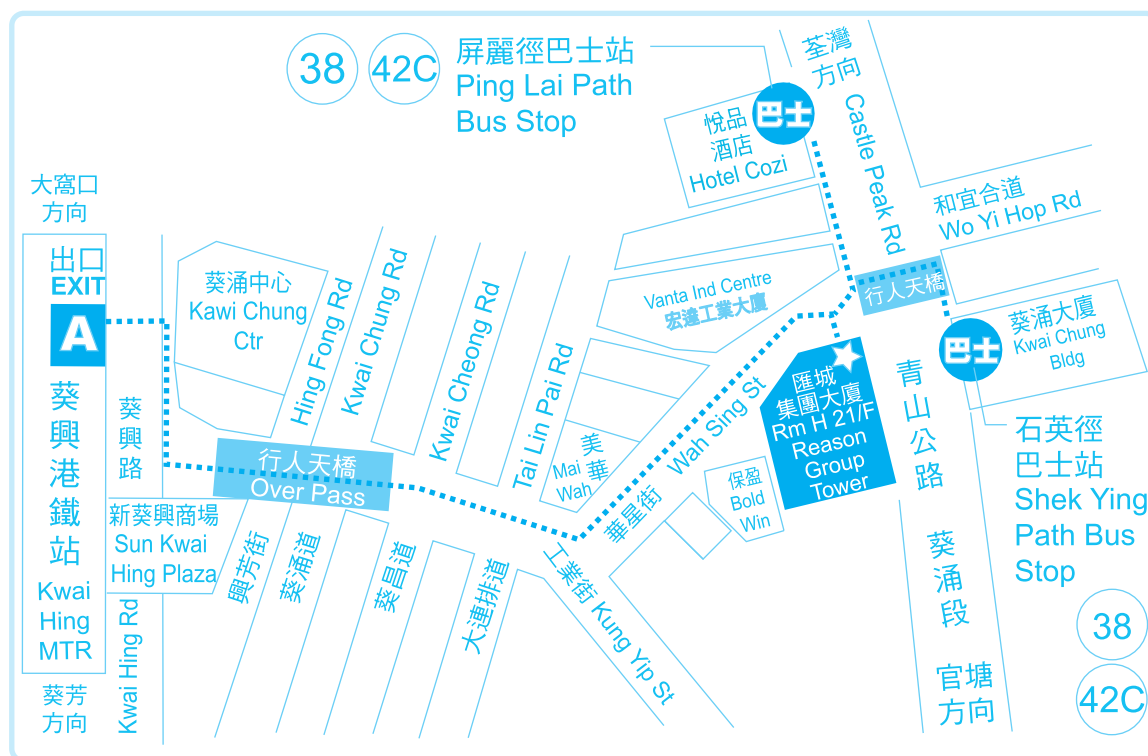 38
42C
屏麗徑巴士站
Ping Lai Path
Bus Stop
荃灣
方向
Castle Peak Rd
巴士
悅品
酒店
Hotel Cozi
和宜合道
Wo Yi Hop Rd
大窩口
方向
出口
EXIT
A
葵興港鐵站
Kwai
Hing
MTR
葵芳
方向
葵興路
Kwai Hing Rd
葵涌中心
Kawi Chung
Ctr
Hing Fong Rd
Kwai Chung Rd
Kwai Cheong Rd
Tai Lin Pai Rd
Vanta Ind Centre
宏達工業大廈
行人天橋
行人天橋
Over Pass
新葵興商場
Sun Kwai
Hing Plaza
興芳街
葵涌道
葵昌道
大連排道
工業街 Kung Yip St
美華
Mai
Wah
華星街 Wah Sing St
保盈
Bold
Win
匯城
集團大廈
Rm H 21/F
Reason
Group
Tower
青山公路 葵涌段
官塘
方向
巴士
葵涌大廈
Kwai Chung
Bldg
石英徑
巴士站
Shek Ying
Path Bus
Stop
38
42C